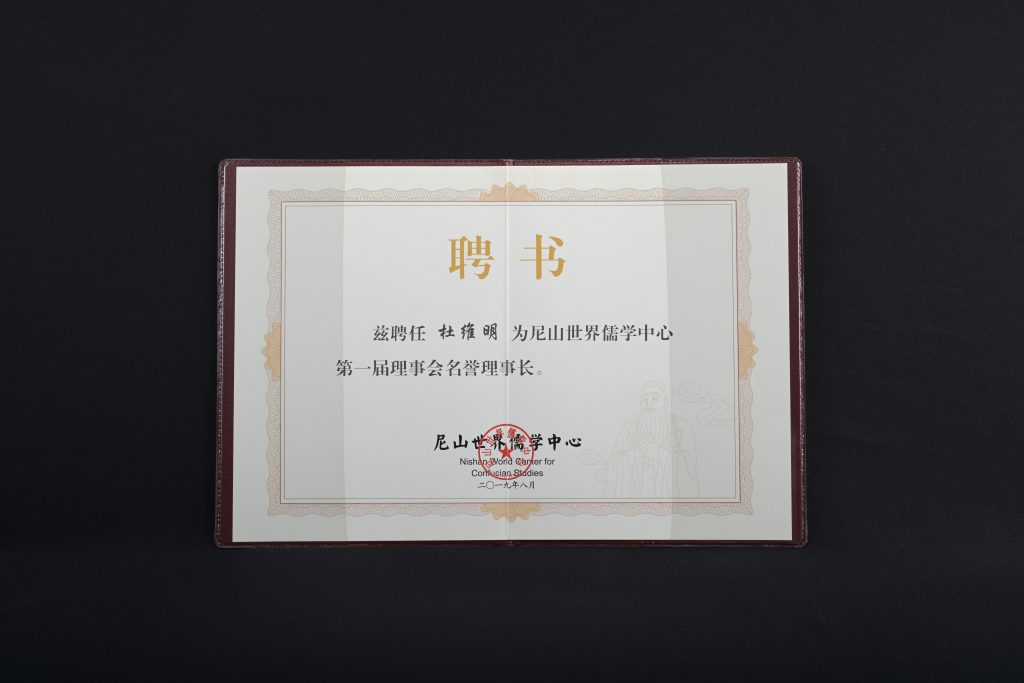 聘书
兹聘任 杜维明 为尼山世界儒学中心
第一届理事会名誉理事长。
尼山世界儒学中心
Nishan World Center for
Confucian Studies
二〇一九年八月